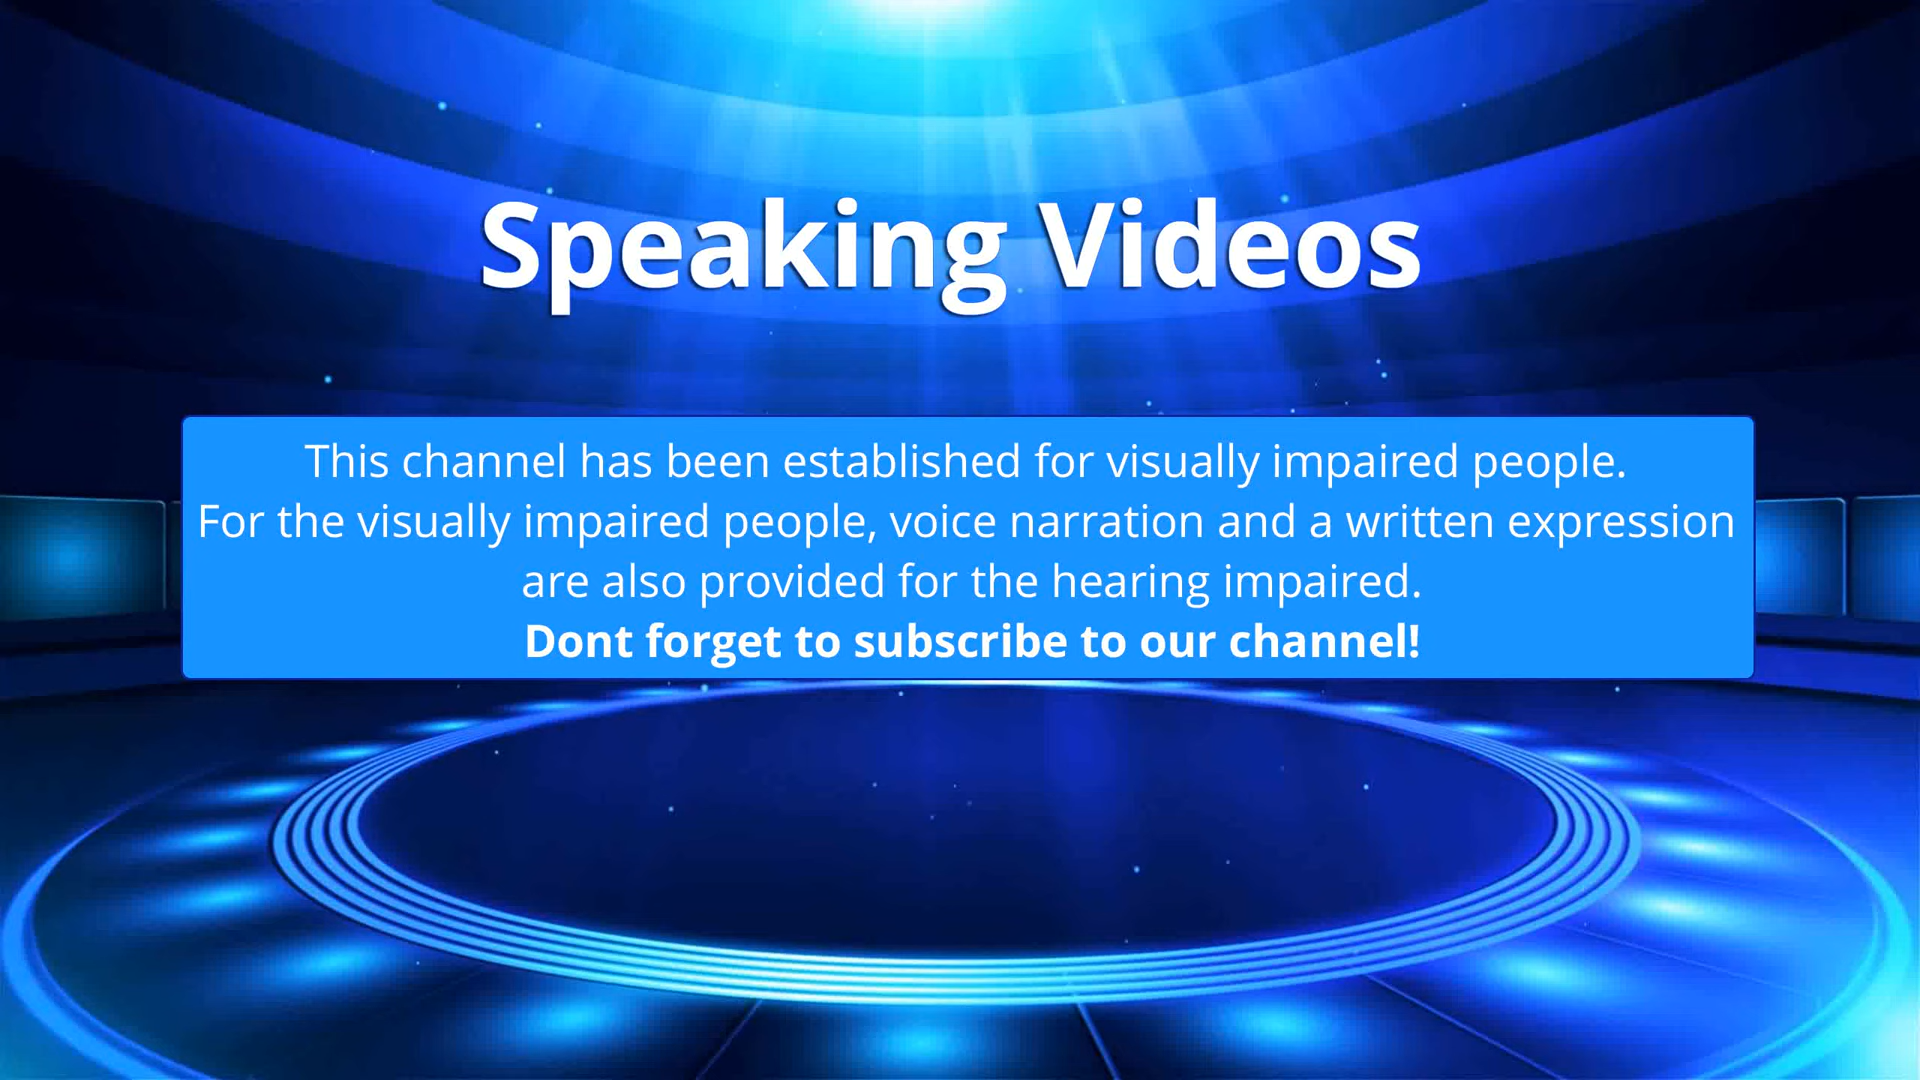 Speaking Videos
This channel has been established for visually impaired people.
For the visually impaired people, voice narration and a written expression
are also provided for the hearing impaired.
Dont forget to subscribe to our channel!